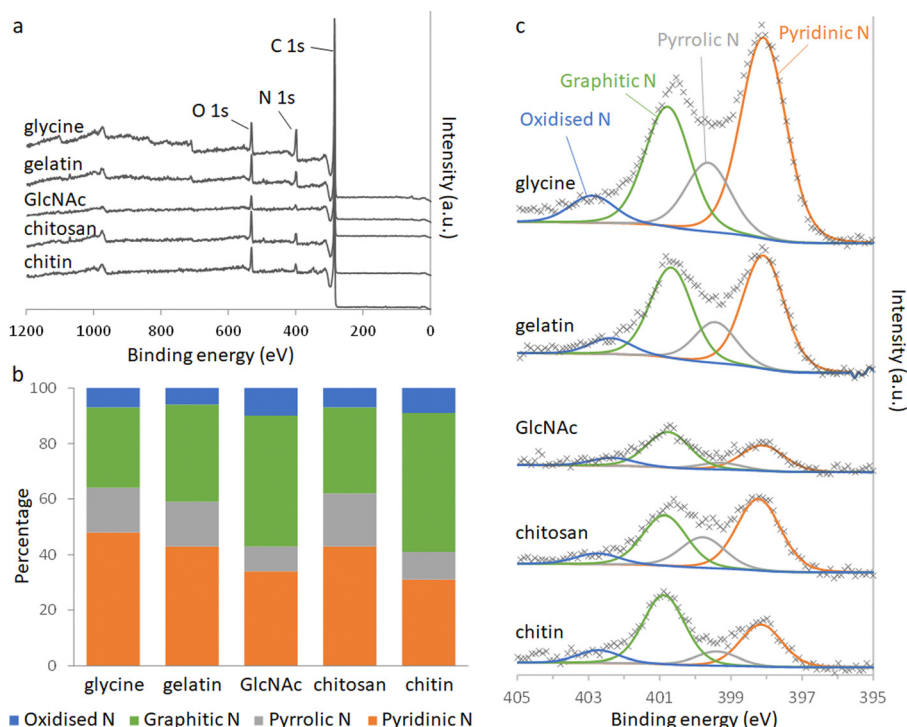 a
C 1s
N 1s
O 1s
glycine
gelatin
GlcNAc
chitosan
chitin
Intensity (a.u.)
1200 1000 800 600 400 200 0
Binding energy (eV)
b
100
80
60
40
20
0
Percentage
glycine gelatin GlcNAc chitosan chitin
Oxidised N Graphitic N Pyrrolic N Pyridinic N
c
Pyrrolic N
Pyridinic N
Graphitic N
Oxidised N
glycine
gelatin
GlcNAc
chitosan
chitin
Intensity (a.u.)
405 403 401 399 397 395
Binding energy (eV)